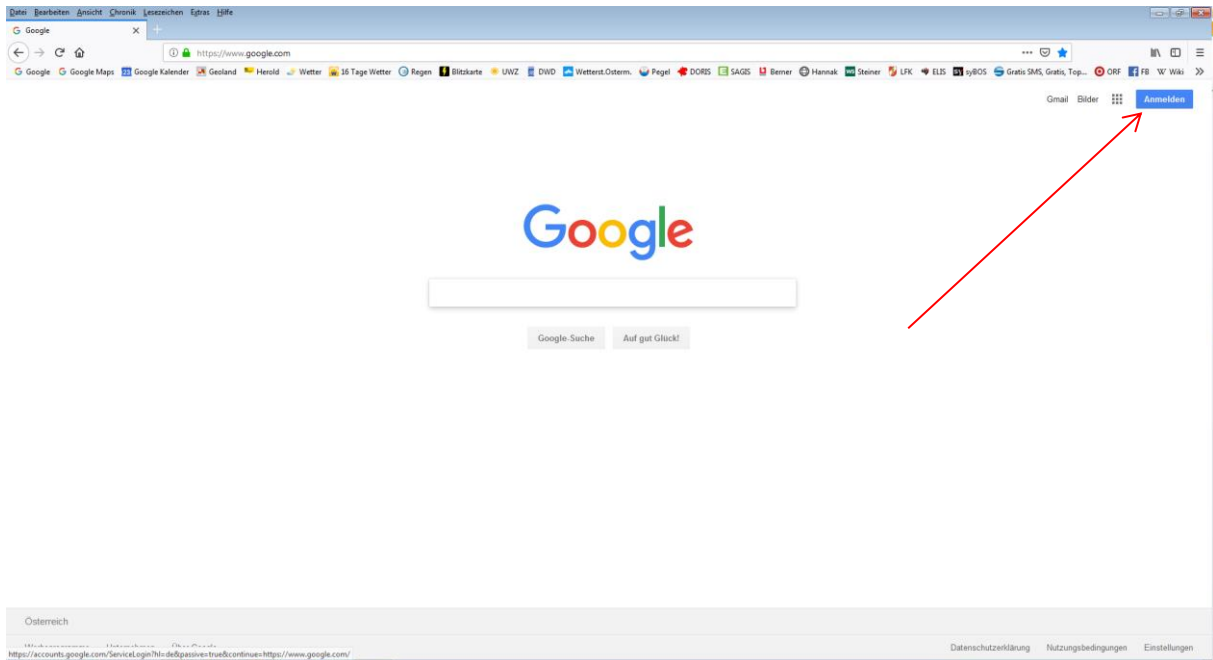 Datei Bearbeiten Ansicht Chronik Lesezeichen Extras Hilfe
G Google
https://www.google.com
G Google G Google Maps 31 Google Kalender Geoland Herold Wetter 16 Tage Wetter Regen Blitzkarte UWZ DWD Wetterst.Osterm. Pegel DORIS SAGIS Berner Hannak Steiner LFK ELIS syBOS Gratis SMS, Gratis, Top... ORF FB W Wiki
Gmail Bilder Anmelden
Google
Google-Suche Auf gut Glück!
Österreich
Datenschutzerklärung Nutzungsbedingungen Einstellungen
https://accounts.google.com/ServiceLogin?hl=de&passive=true&continue=https://www.google.com/